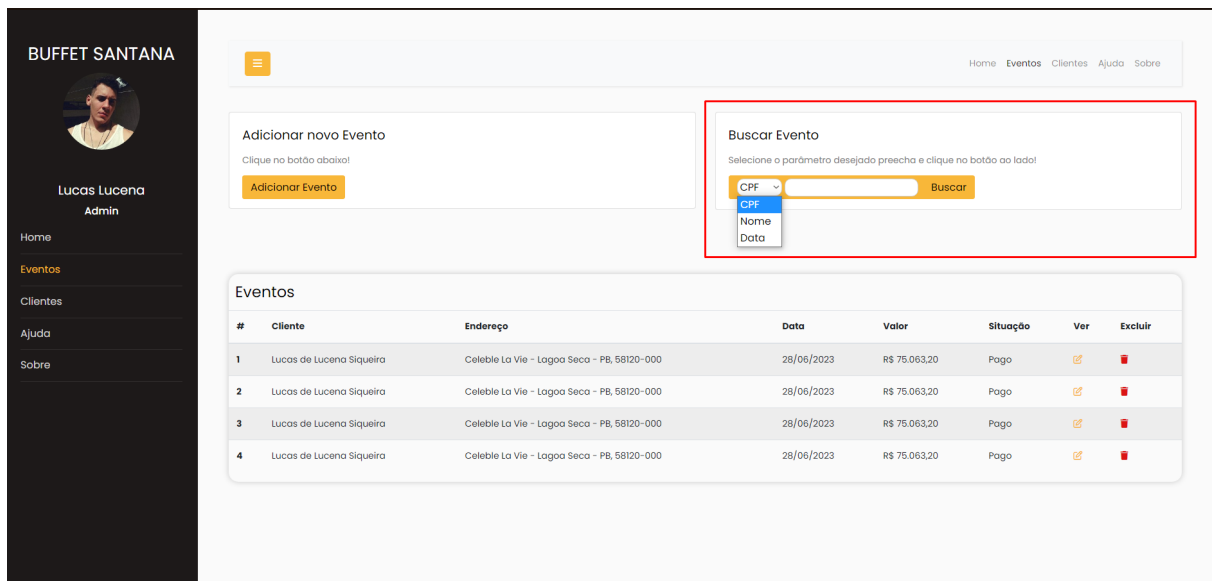 BUFFET SANTANA
Lucas Lucena
Admin
Home
Eventos
Clientes
Ajuda
Sobre
Home Eventos Clientes Ajuda Sobre
Adicionar novo Evento
Clique no botão abaixo!
Adicionar Evento
Buscar Evento
Selecione o parâmetro desejado preecha e clique no botão ao lado!
CPF Buscar
CPF
Nome
Data
Eventos
# Cliente Endereço Data Valor Situação Ver Excluir
1 Lucas de Lucena Siqueira Celeble La Vie - Lagoa Seca - PB, 58120-000 28/06/2023 R$ 75.063,20 Pago
2 Lucas de Lucena Siqueira Celeble La Vie - Lagoa Seca - PB, 58120-000 28/06/2023 R$ 75.063,20 Pago
3 Lucas de Lucena Siqueira Celeble La Vie - Lagoa Seca - PB, 58120-000 28/06/2023 R$ 75.063,20 Pago
4 Lucas de Lucena Siqueira Celeble La Vie - Lagoa Seca - PB, 58120-000 28/06/2023 R$ 75.063,20 Pago